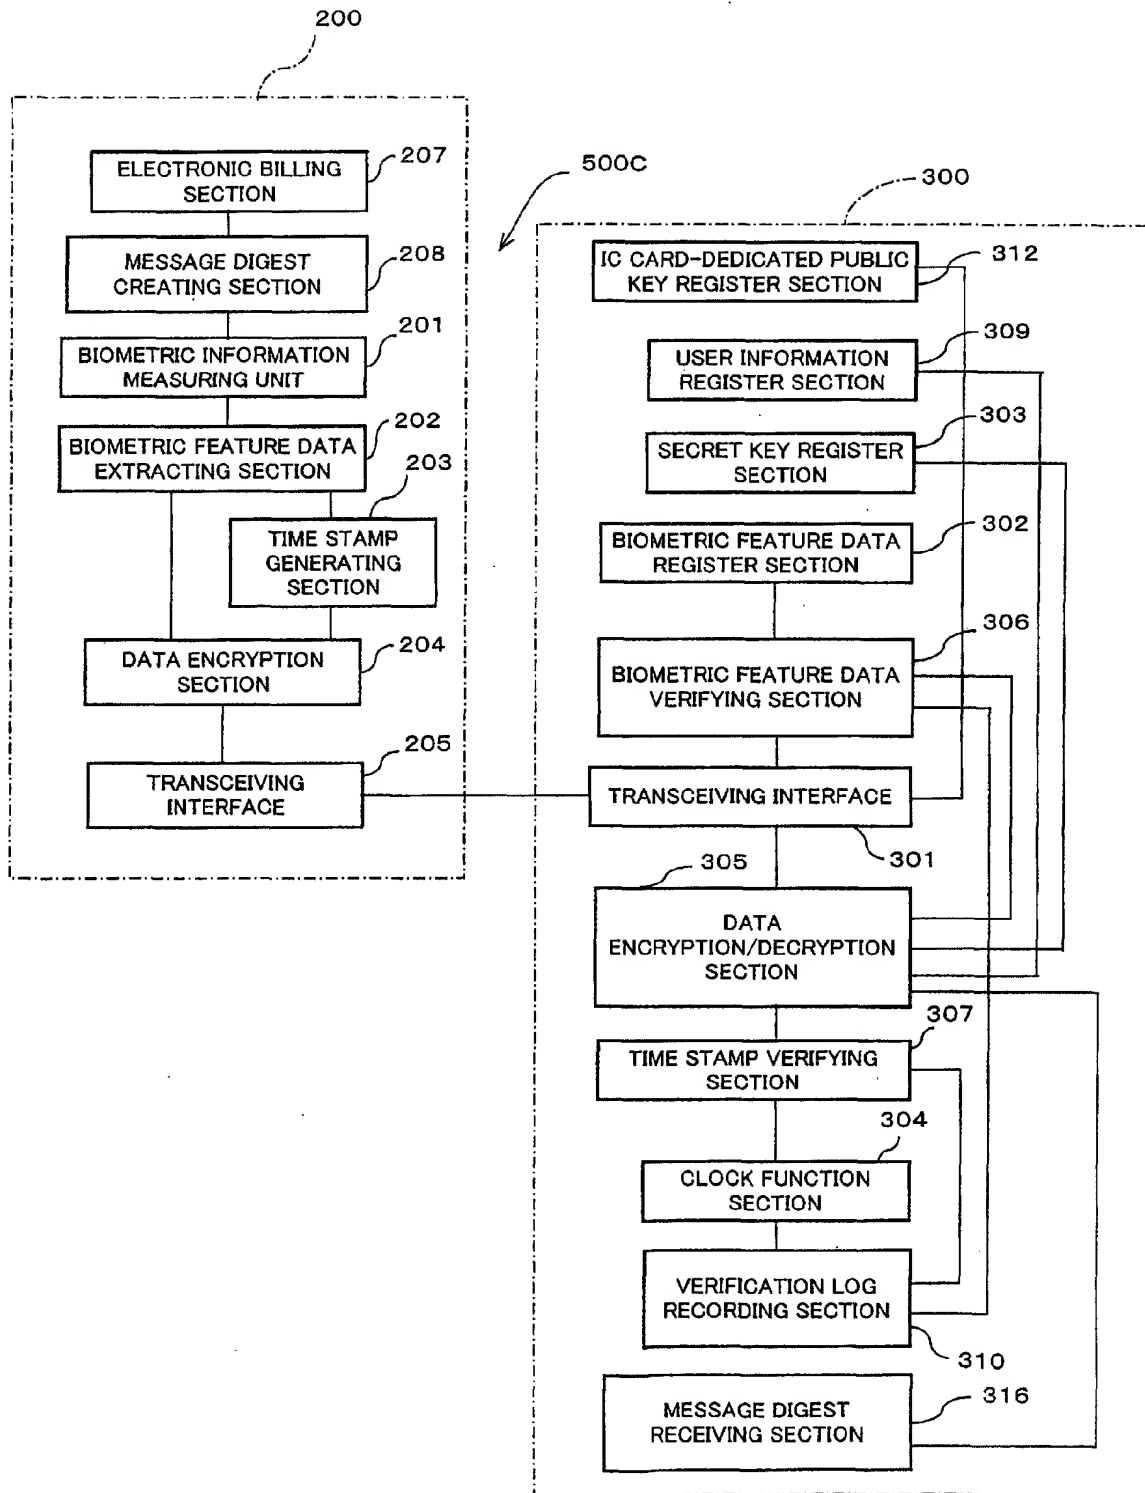 200
ELECTRONIC BILLING
SECTION
207
MESSAGE DIGEST
CREATING SECTION
208
BIOMETRIC INFORMATION
MEASURING UNIT
201
BIOMETRIC FEATURE DATA
EXTRACTING SECTION
202
203
TIME STAMP
GENERATING
SECTION
DATA ENCRYPTION
SECTION
204
TRANSCEIVING
INTERFACE
205
500C
300
IC CARD-DEDICATED PUBLIC
KEY REGISTER SECTION
312
USER INFORMATION
REGISTER SECTION
309
SECRET KEY REGISTER
SECTION
303
BIOMETRIC FEATURE DATA
REGISTER SECTION
302
BIOMETRIC FEATURE DATA
VERIFYING SECTION
306
TRANSCEIVING INTERFACE
301
305
DATA
ENCRYPTION/DECRYPTION
SECTION
307
TIME STAMP VERIFYING
SECTION
304
CLOCK FUNCTION
SECTION
VERIFICATION LOG
RECORDING SECTION
310
MESSAGE DIGEST
RECEIVING SECTION
316